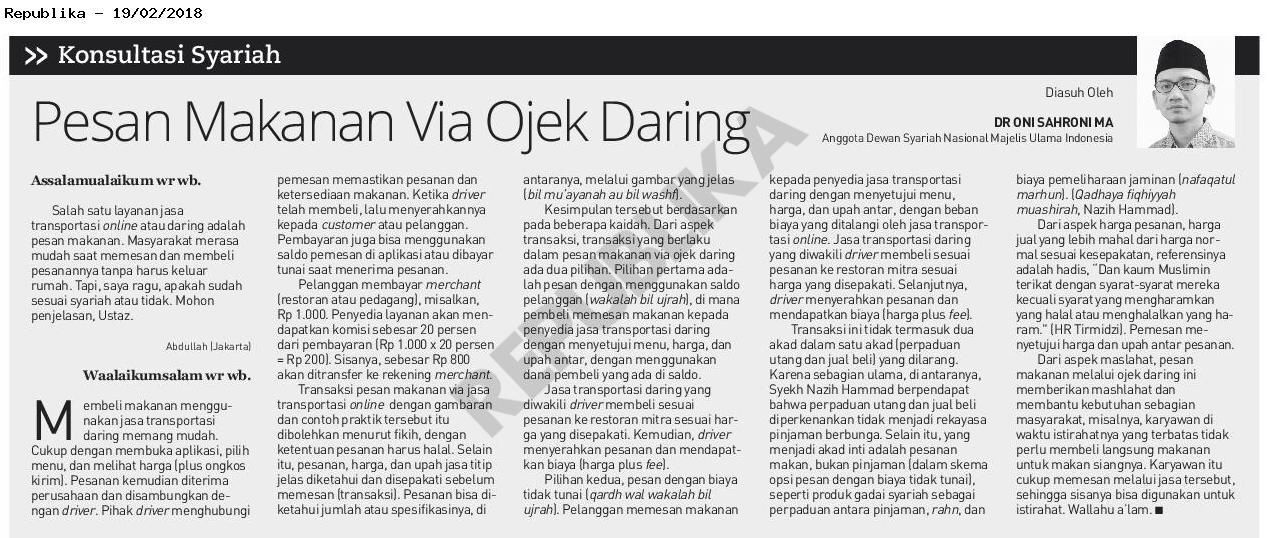 Republika – 19/02/2018
>> Konsultasi Syariah
Pesan Makanan Via Ojek Daring
Diasuh Oleh
DR ONI SAHRONI MA
Anggota Dewan Syariah Nasional Majelis Ulama Indonesia
Assalamualaikum wr wb.
Salah satu layanan jasa
transportasi online atau daring adalah
pesan makanan. Masyarakat merasa
mudah saat memesan dan membeli
pesanannya tanpa harus keluar
rumah. Tapi, saya ragu, apakah sudah
sesuai syariah atau tidak. Mohon
penjelasan, Ustaz.
Abdullah (Jakarta)
Waalaikumsalam wr wb.
Membeli makanan menggu-
nakan jasa transportasi
daring memang mudah.
Cukup dengan membuka aplikasi, pilih
menu, dan melihat harga (plus ongkos
kirim). Pesanan kemudian diterima
perusahaan dan disambungkan de-
ngan driver. Pihak driver menghubungi
pemesan memastikan pesanan dan
ketersediaan makanan. Ketika driver
telah membeli, lalu menyerahkannya
kepada customer atau pelanggan.
Pembayaran juga bisa menggunakan
saldo pemesan di aplikasi atau dibayar
tunai saat menerima pesanan.
Pelanggan membayar merchant
(restoran atau pedagang), misalkan,
Rp 1.000. Penyedia layanan akan men-
dapatkan komisi sebesar 20 persen
dari pembayaran (Rp 1.000 x 20 persen
= Rp 200). Sisanya, sebesar Rp 800
akan ditransfer ke rekening merchant.
Transaksi pesan makanan via jasa
transportasi online dengan gambaran
dan contoh praktik tersebut itu
dibolehkan menurut fikih, dengan
ketentuan pesanan harus halal. Selain
itu, pesanan, harga, dan upah jasa titip
jelas diketahui dan disepakati sebelum
memesan (transaksi). Pesanan bisa di-
ketahui jumlah atau spesifikasinya, di
antaranya, melalui gambar yang jelas
(bil mu'ayanah au bil washf).
Kesimpulan tersebut berdasarkan
pada beberapa kaidah. Dari aspek
transaksi, transaksi yang berlaku
dalam pesan makanan via ojek daring
ada dua pilihan. Pilihan pertama ada-
lah pesan dengan menggunakan saldo
pelanggan (wakalah bil ujrah), di mana
pembeli memesan makanan kepada
penyedia jasa transportasi daring
dengan menyetujui menu, harga, dan
upah antar, dengan menggunakan
dana pembeli yang ada di saldo.
Jasa transportasi daring yang
diwakili driver membeli sesuai
pesanan ke restoran mitra sesuai har-
ga yang disepakati. Kemudian, driver
menyerahkan pesanan dan mendapat-
kan biaya (harga plus fee).
Pilihan kedua, pesan dengan biaya
tidak tunai (qardh wal wakalah bil
ujrah). Pelanggan memesan makanan
kepada penyedia jasa transportasi
daring dengan menyetujui menu,
harga, dan upah antar, dengan beban
biaya yang ditalangi oleh jasa transpor-
tasi online. Jasa transportasi daring
yang diwakili driver membeli sesuai
pesanan ke restoran mitra sesuai
harga yang disepakati. Selanjutnya,
driver menyerahkan pesanan dan
mendapatkan biaya (harga plus fee).
Transaksi ini tidak termasuk dua
akad dalam satu akad (perpaduan
utang dan jual beli) yang dilarang.
Karena sebagian ulama, di antaranya,
Syekh Nazih Hammad berpendapat
bahwa perpaduan utang dan jual beli
diperkenankan tidak menjadi rekayasa
pinjaman berbunga. Selain itu, yang
menjadi akad inti adalah pesanan
makan, bukan pinjaman (dalam skema
opsi pesan dengan biaya tidak tunai),
seperti produk gadai syariah sebagai
perpaduan antara pinjaman, rahn, dan
biaya pemeliharaan jaminan (nafaqatul
marhun). (Qadhaya fiqhiyyah
muashirah, Nazih Hammad).
Dari aspek harga pesanan, harga
jual yang lebih mahal dari harga nor-
mal sesuai kesepakatan, referensinya
adalah hadis, "Dan kaum Muslimin
terikat dengan syarat-syarat mereka
kecuali syarat yang mengharamkan
yang halal atau menghalalkan yang ha-
ram." (HR Tirmidzi). Pemesan me-
nyetujui harga dan upah antar pesanan.
Dari aspek maslahat, pesan
makanan melalui ojek daring ini
memberikan mashlahat dan
membantu kebutuhan sebagian
masyarakat, misalnya, karyawan di
waktu istirahatnya yang terbatas tidak
perlu membeli langsung makanan
untuk makan siangnya. Karyawan itu
cukup memesan melalui jasa tersebut,
sehingga sisanya bisa digunakan untuk
istirahat. Wallahu a'lam. ■
REPUBLIKA